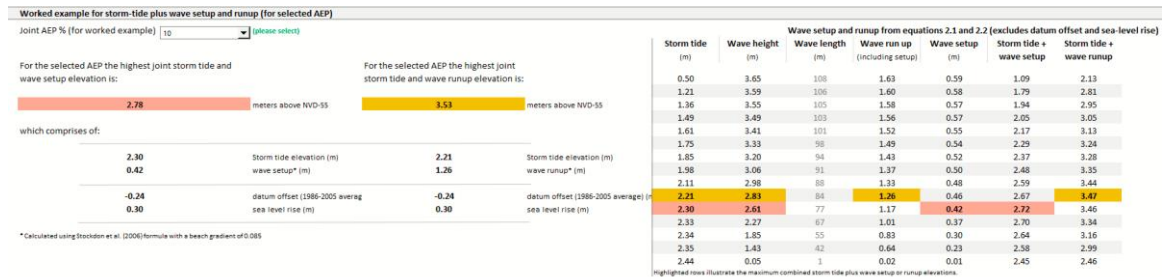 Worked example for storm-tide plus wave setup and runup (for selected AEP)
Joint AEP % (for worked example) 10 (please select)
For the selected AEP the highest joint storm tide and
wave setup elevation is:
2.78 meters above NVD-55
For the selected AEP the highest joint
storm tide and wave runup elevation is:
3.53 meters above NVD-55
which comprises of:
2.30 Storm tide elevation (m) 2.21 Storm tide elevation (m)
0.42 wave setup* (m) 1.26 wave runup* (m)
-0.24 datum offset (1986-2005 averag -0.24 datum offset (1986-2005 average) (m
0.30 sea level rise (m) 0.30 sea level rise (m)
*Calculated using Stockdon et al. (2006) formula with a beach gradient of 0.085
Wave setup and runup from equations 2.1 and 2.2 (excludes datum offset and sea-level rise)
Storm tide Wave height Wave length Wave run up Wave setup Storm tide + Storm tide +
(m) (m) (m) (including setup) (m) wave setup wave runup
0.50 3.65 108 1.63 0.59 1.09 2.13
1.21 3.59 106 1.60 0.58 1.79 2.81
1.36 3.55 105 1.58 0.57 1.94 2.95
1.49 3.49 103 1.56 0.57 2.05 3.05
1.61 3.41 101 1.52 0.55 2.17 3.13
1.75 3.33 98 1.49 0.54 2.29 3.24
1.85 3.20 94 1.43 0.52 2.37 3.28
1.98 3.06 91 1.37 0.50 2.48 3.35
2.11 2.98 88 1.33 0.48 2.59 3.44
2.21 2.83 84 1.26 0.46 2.67 3.47
2.30 2.61 77 1.17 0.42 2.72 3.46
2.33 2.27 67 1.01 0.37 2.70 3.34
2.34 1.85 55 0.83 0.30 2.64 3.16
2.35 1.43 42 0.64 0.23 2.58 2.99
2.44 0.05 1 0.02 0.01 2.45 2.46
Highlighted rows illustrate the maximum combined storm tide plus wave setup or runup elevations.